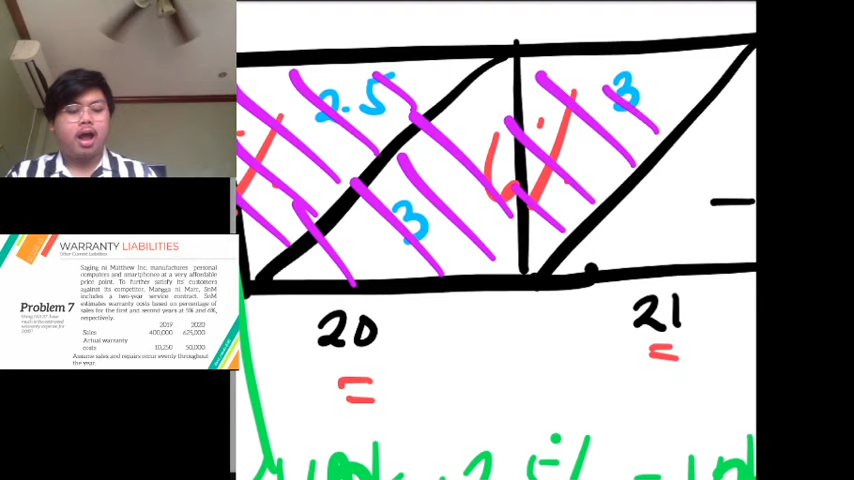 2.5
3
3
6%
20
21
WARRANTY LIABILITIES
Other Current Liabilities
Problem 7
Saging ni Matthew Inc. manufactures personal
computers and smartphones at a very affordable
price point. To further satisfy its customers
against its competitor, Mangga ni Marc, SnM
includes a two-year service contract. SnM
estimates warranty costs based on percentage of
sales for the first and second years at 5% and 6%,
respectively.
2019 2020
Sales 400,000 625,000
Actual warranty
costs 10,250 50,000
Assume sales and repairs occur evenly throughout
the year.